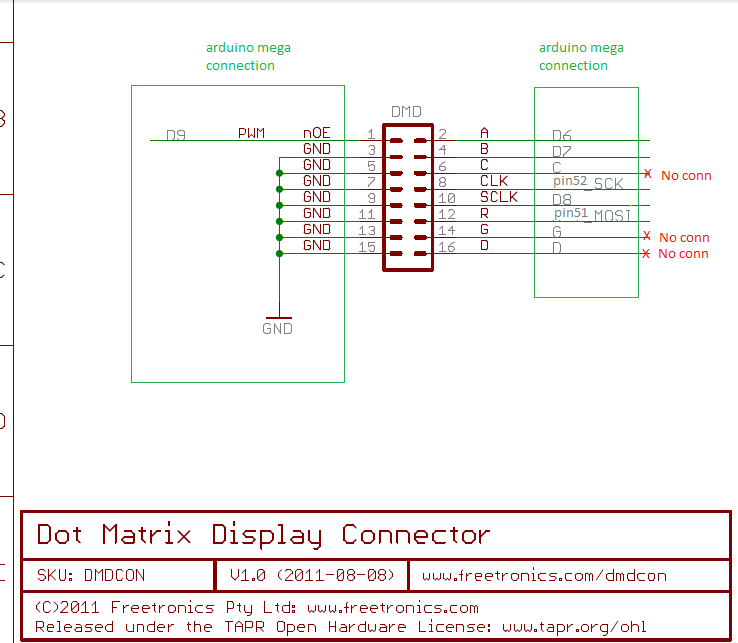 arduino mega
connection
arduino mega
connection
DMD
D9 PWM nOE 1 2 A D6
GND 3 4 B D7
GND 5 6 C C X No conn
GND 7 8 CLK pin52_SCK
GND 9 10 SCLK D8
GND 11 12 R pin51_MOSI
GND 13 14 G G X No conn
GND 15 16 D D X No conn
GND
Dot Matrix Display Connector
SKU: DMDCON V1.0 (2011-08-08) www.freetronics.com/dmdcon
(C)2011 Freetronics Pty Ltd: www.freetronics.com
Released under the TAPR Open Hardware License: www.tapr.org/ohl